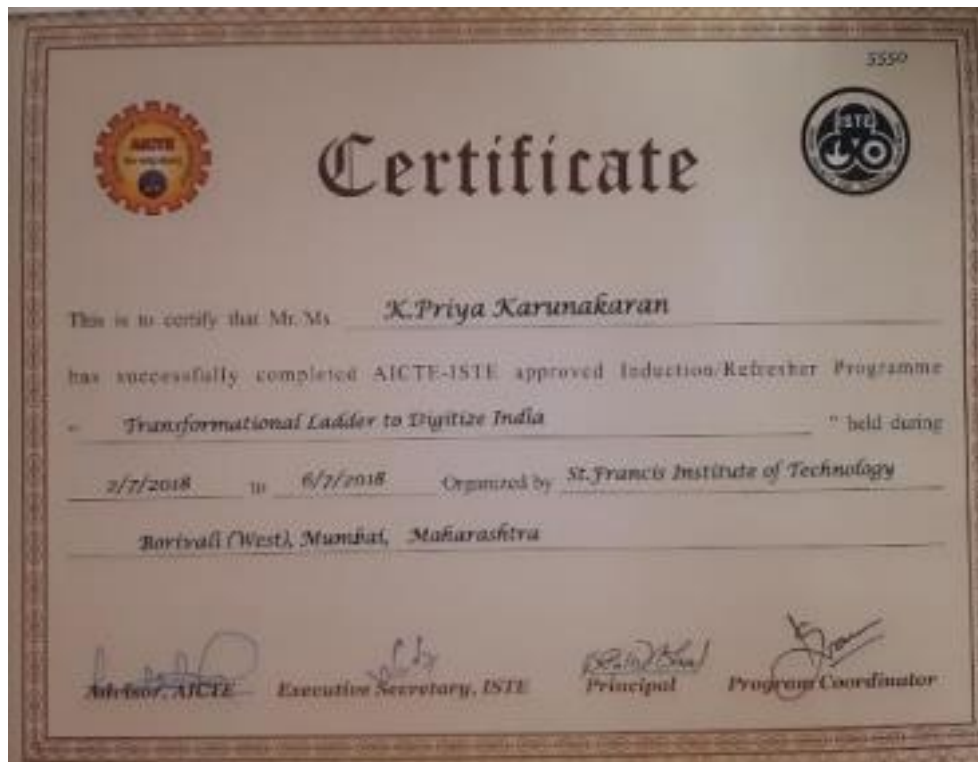 5550
AICTE
ISTE
Certificate
This is to certify that Mr. Ms K.Priya Karunakaran
has successfully completed AICTE-ISTE approved Induction/Refresher Programme
" Transformational Ladder to Digitize India " held during
2/7/2018 to 6/7/2018 Organized by St.Francis Institute of Technology
Borivali (West), Mumbai, Maharashtra
Advisor, AICTE Executive Secretary, ISTE Principal Program Coordinator